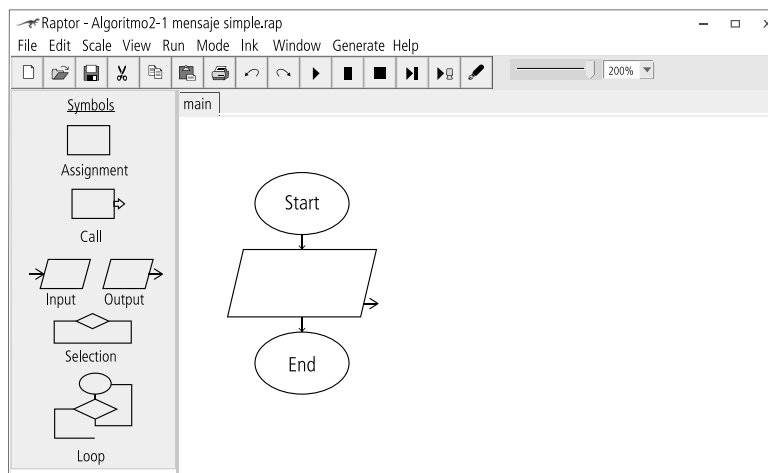 Raptor - Algoritmo2-1 mensaje simple.rap
File Edit Scale View Run Mode Ink Window Generate Help
200%
Symbols
main
Assignment
Call
Input Output
Selection
Loop
Start
End